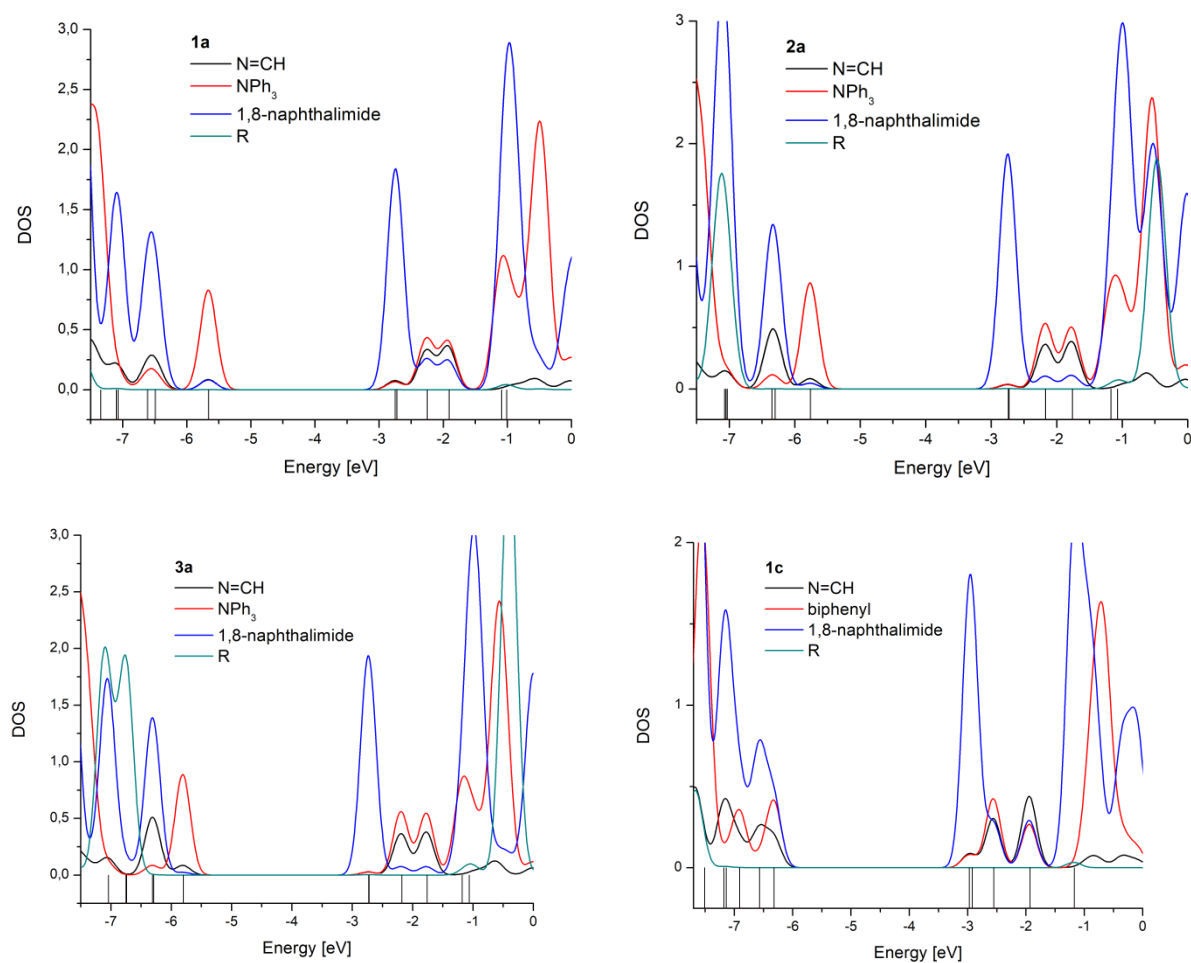 1a
N=CH
NPh3
1,8-naphthalimide
R
3,0
2,5
2,0
1,5
1,0
0,5
0,0
DOS
-7 -6 -5 -4 -3 -2 -1 0
Energy [eV]
2a
N=CH
NPh3
1,8-naphthalimide
R
3
2
1
0
DOS
-7 -6 -5 -4 -3 -2 -1 0
Energy [eV]
3a
N=CH
NPh3
1,8-naphthalimide
R
3,0
2,5
2,0
1,5
1,0
0,5
0,0
DOS
-7 -6 -5 -4 -3 -2 -1 0
Energy [eV]
1c
N=CH
biphenyl
1,8-naphthalimide
R
2
1
0
DOS
-7 -6 -5 -4 -3 -2 -1 0
Energy [eV]